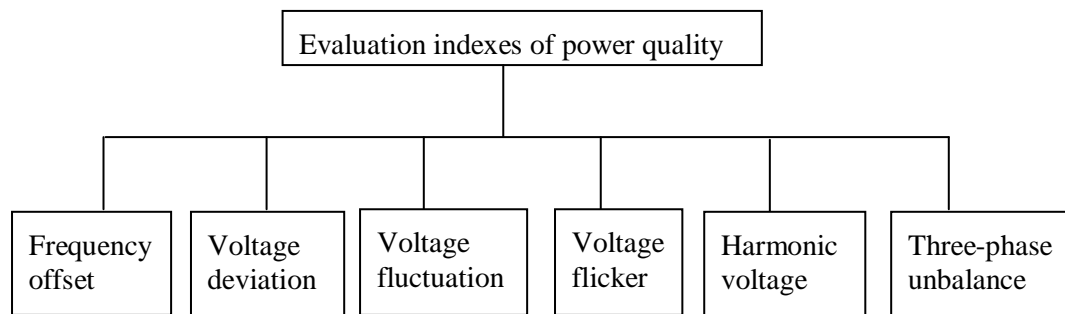 Evaluation indexes of power quality
Frequency
offset
Voltage
deviation
Voltage
fluctuation
Voltage
flicker
Harmonic
voltage
Three-phase
unbalance